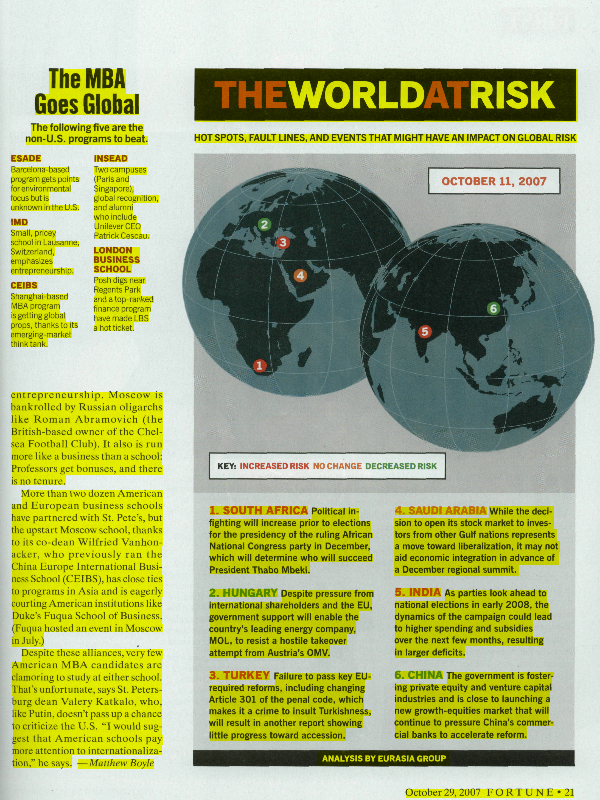 The MBA
Goes Global
The following five are the
non-U.S. programs to beat.
ESADE
Barcelona-based
program gets points
for environmental
focus but is
unknown in the U.S.
IMD
Small, pricey
school in Lausanne,
Switzerland,
emphasizes
entrepreneurship.
CEIBS
Shanghai-based
MBA program
is getting global
props, thanks to its
emerging-market
think tank.
INSEAD
Two campuses
(Paris and
Singapore),
global recognition,
and alumni
who include
Unilever CEO
Patrick Cescau.
LONDON
BUSINESS
SCHOOL
Posh digs near
Regents Park
and a top-ranked
finance program
have made LBS
a hot ticket.
entrepreneurship. Moscow is
bankrolled by Russian oligarchs
like Roman Abramovich (the
British-based owner of the Chel-
sea Football Club). It also is run
more like a business than a school:
Professors get bonuses, and there
is no tenure.
More than two dozen American
and European business schools
have partnered with St. Pete's, but
the upstart Moscow school, thanks
to its co-dean Wilfried Vanhon-
acker, who previously ran the
China Europe International Busi-
ness School (CEIBS), has close ties
to programs in Asia and is eagerly
courting American institutions like
Duke's Fuqua School of Business.
(Fuqua hosted an event in Moscow
in July.)
Despite these alliances, very few
American MBA candidates are
clamoring to study at either school.
That's unfortunate, says St. Peters-
burg dean Valery Katkalo, who,
like Putin, doesn't pass up a chance
to criticize the U.S. "I would sug-
gest that American schools pay
more attention to internationaliza-
tion," he says. —Matthew Boyle
THEWORLDATRISK
HOT SPOTS, FAULT LINES, AND EVENTS THAT MIGHT HAVE AN IMPACT ON GLOBAL RISK
OCTOBER 11, 2007
2
3
4
1
5
6
KEY: INCREASED RISK NO CHANGE DECREASED RISK
1. SOUTH AFRICA Political in-
fighting will increase prior to elections
for the presidency of the ruling African
National Congress party in December,
which will determine who will succeed
President Thabo Mbeki.
2. HUNGARY Despite pressure from
international shareholders and the EU,
government support will enable the
country's leading energy company,
MOL, to resist a hostile takeover
attempt from Austria's OMV.
3. TURKEY Failure to pass key EU-
required reforms, including changing
Article 301 of the penal code, which
makes it a crime to insult Turkishness,
will result in another report showing
little progress toward accession.
4. SAUDI ARABIA While the deci-
sion to open its stock market to inves-
tors from other Gulf nations represents
a move toward liberalization, it may not
aid economic integration in advance of
a December regional summit.
5. INDIA As parties look ahead to
national elections in early 2008, the
dynamics of the campaign could lead
to higher spending and subsidies
over the next few months, resulting
in larger deficits.
6. CHINA The government is foster-
ing private equity and venture capital
industries and is close to launching a
new growth-equities market that will
continue to pressure China's commer-
cial banks to accelerate reform.
ANALYSIS BY EURASIA GROUP
October 29, 2007 FORTUNE • 21